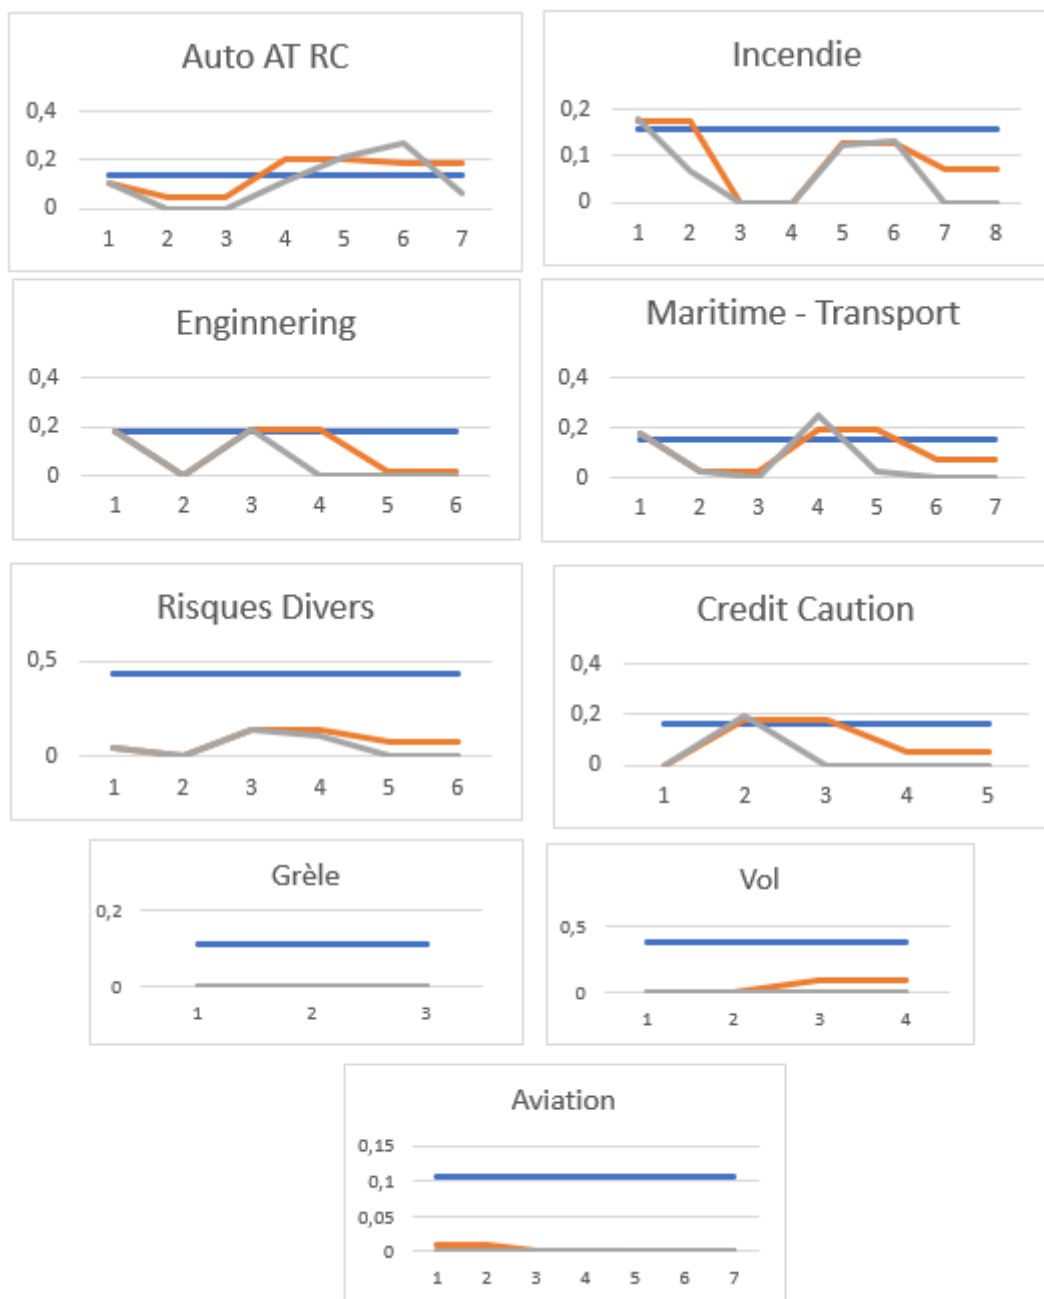 Auto AT RC
0,4
0,2
0
1 2 3 4 5 6 7
Incendie
0,2
0,1
0
1 2 3 4 5 6 7 8
Enginnering
0,4
0,2
0
1 2 3 4 5 6
Maritime - Transport
0,4
0,2
0
1 2 3 4 5 6 7
Risques Divers
0,5
0
1 2 3 4 5 6
Credit Caution
0,4
0,2
0
1 2 3 4 5
Grèle
0,2
0
1 2 3
Vol
0,5
0
1 2 3 4
Aviation
0,15
0,1
0,05
0
1 2 3 4 5 6 7